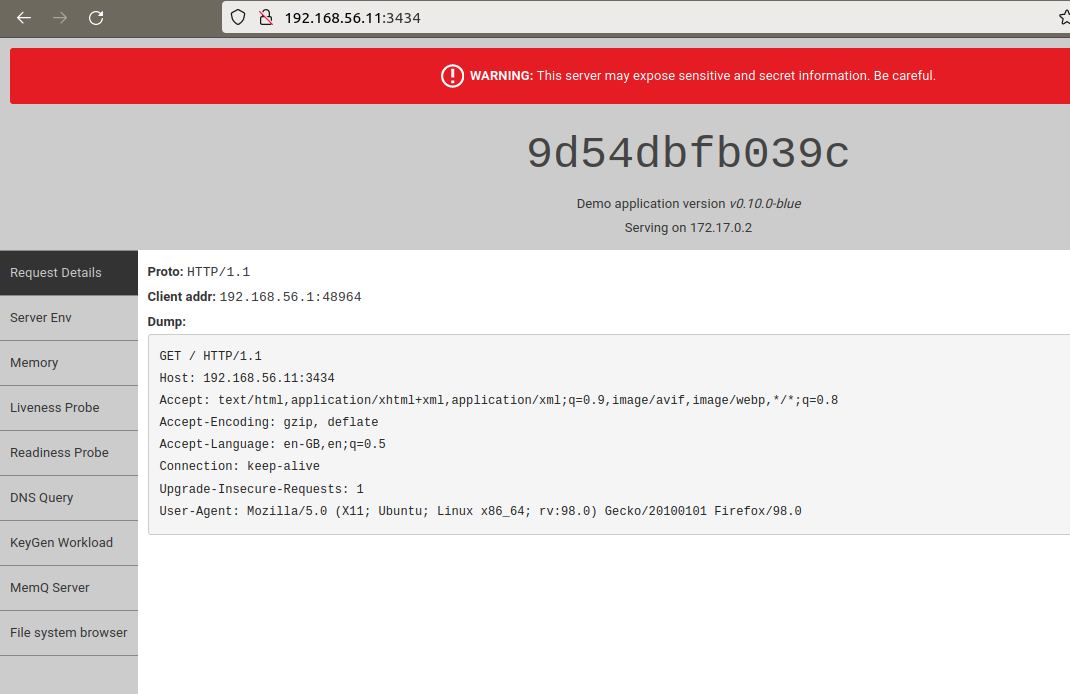 192.168.56.11:3434
WARNING: This server may expose sensitive and secret information. Be careful.
9d54dbfb039c
Demo application version v0.10.0-blue
Serving on 172.17.0.2
Request Details
Server Env
Memory
Liveness Probe
Readiness Probe
DNS Query
KeyGen Workload
MemQ Server
File system browser
Proto: HTTP/1.1
Client addr: 192.168.56.1:48964
Dump:
GET / HTTP/1.1
Host: 192.168.56.11:3434
Accept: text/html,application/xhtml+xml,application/xml;q=0.9,image/avif,image/webp,*/*;q=0.8
Accept-Encoding: gzip, deflate
Accept-Language: en-GB,en;q=0.5
Connection: keep-alive
Upgrade-Insecure-Requests: 1
User-Agent: Mozilla/5.0 (X11; Ubuntu; Linux x86_64; rv:98.0) Gecko/20100101 Firefox/98.0